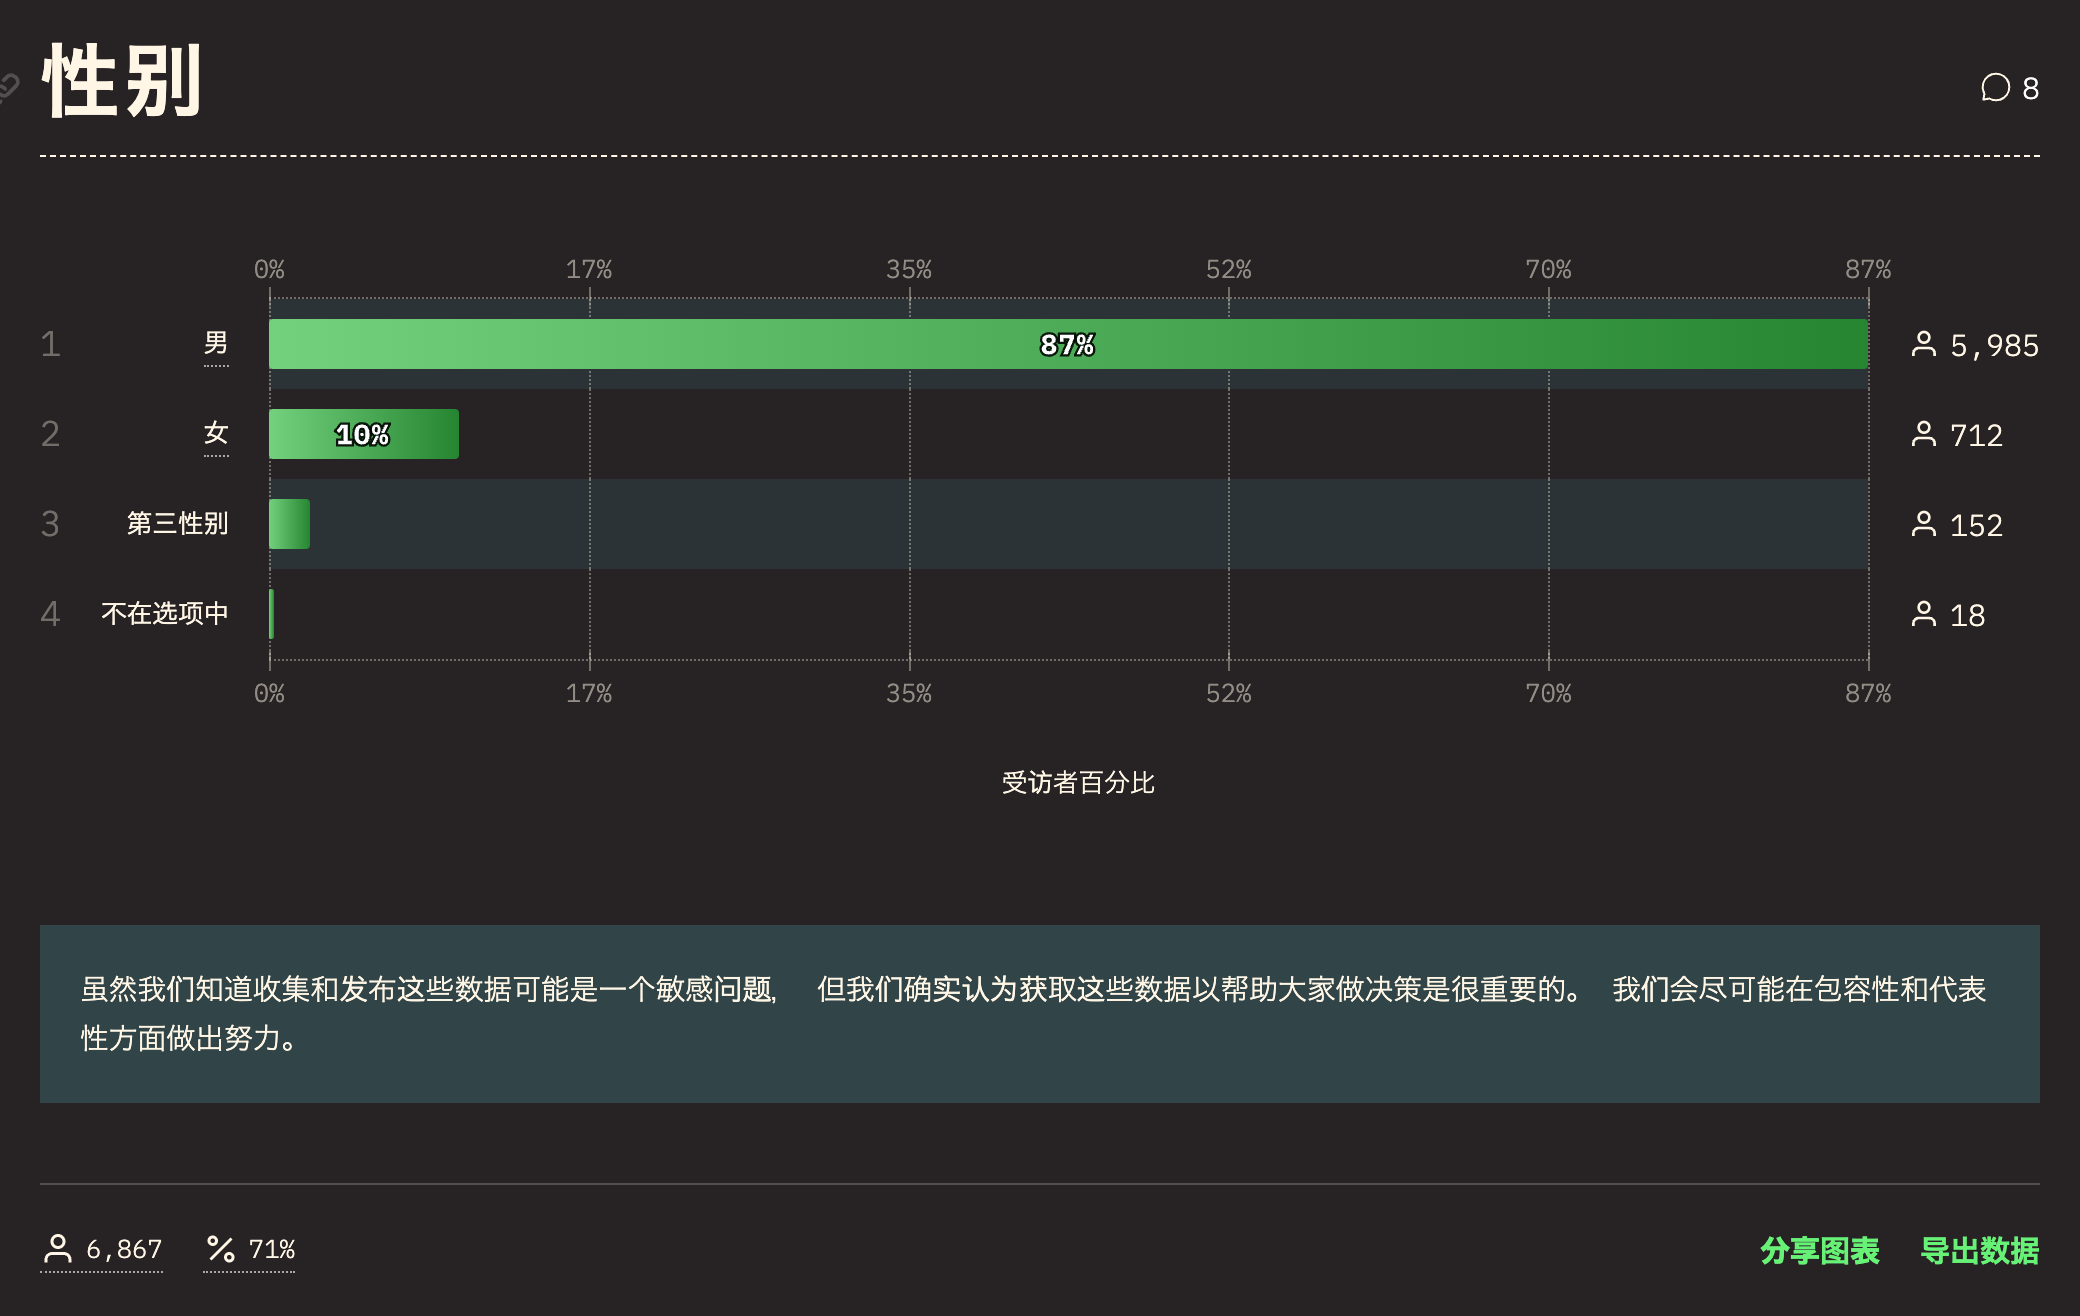 性别
8
0% 17% 35% 52% 70% 87%
1 男 87% 5,985
2 女 10% 712
3 第三性别 152
4 不在选项中 18
0% 17% 35% 52% 70% 87%
受访者百分比
虽然我们知道收集和发布这些数据可能是一个敏感问题, 但我们确实认为获取这些数据以帮助大家做决策是很重要的。 我们会尽可能在包容性和代表
性方面做出努力。
6,867 71% 分享图表 导出数据